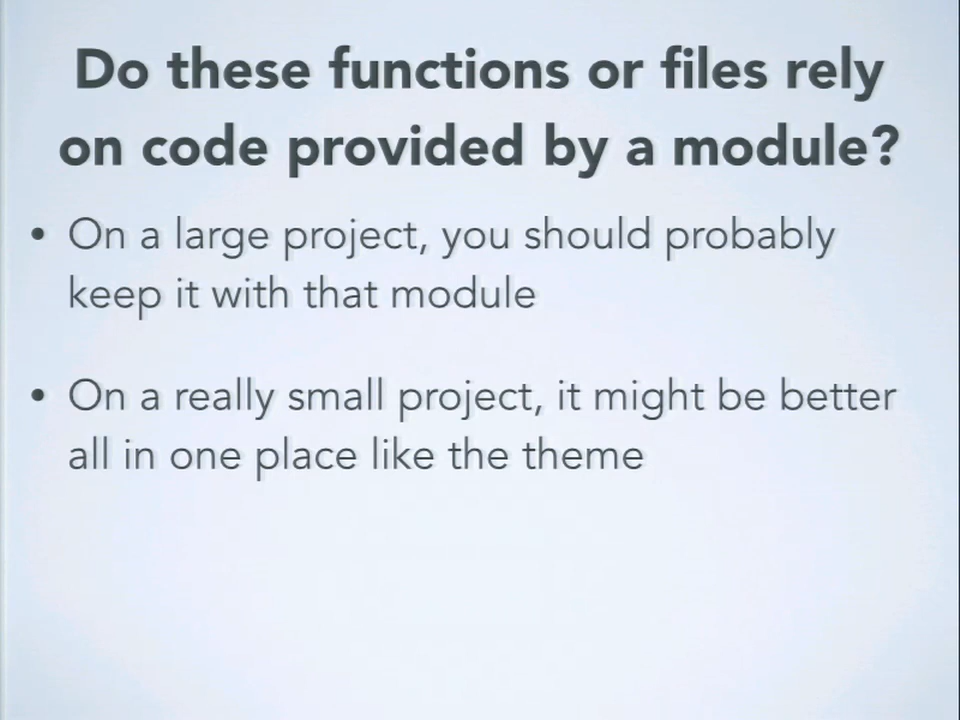 Do these functions or files rely
on code provided by a module?
• On a large project, you should probably
keep it with that module
• On a really small project, it might be better
all in one place like the theme